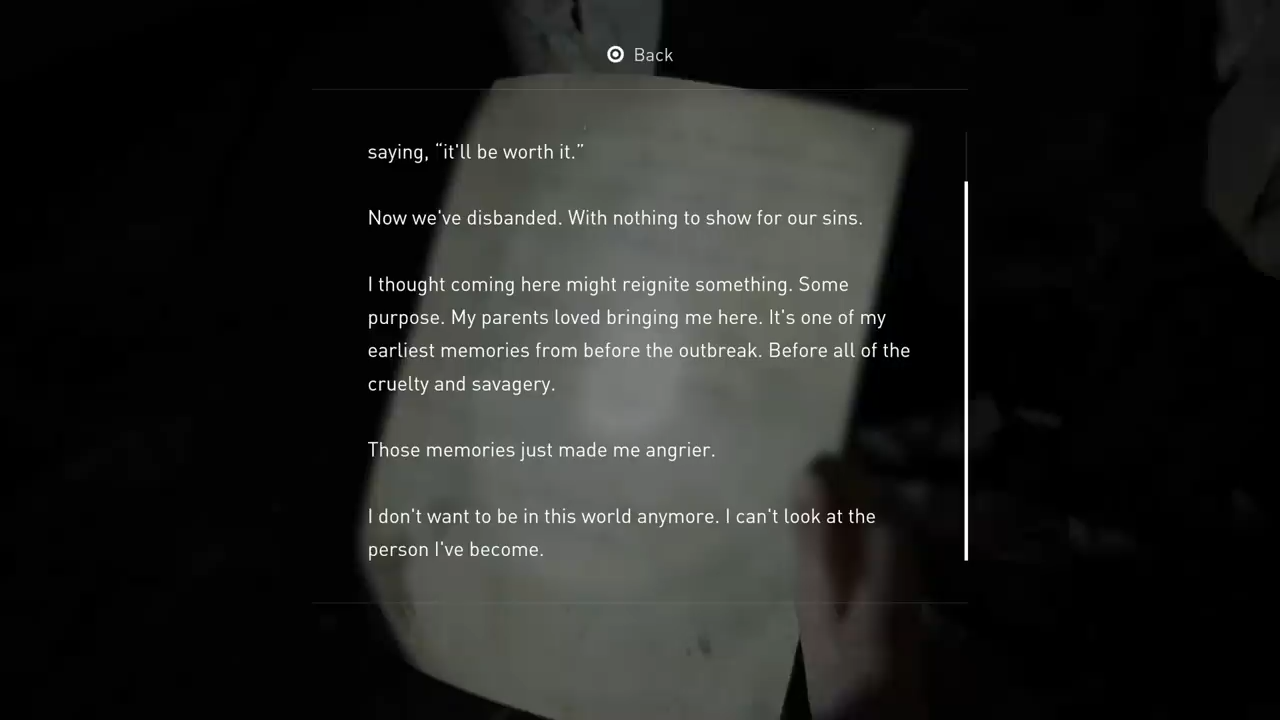 Back
saying, “it'll be worth it.”
Now we've disbanded. With nothing to show for our sins.
I thought coming here might reignite something. Some
purpose. My parents loved bringing me here. It's one of my
earliest memories from before the outbreak. Before all of the
cruelty and savagery.
Those memories just made me angrier.
I don't want to be in this world anymore. I can't look at the
person I've become.